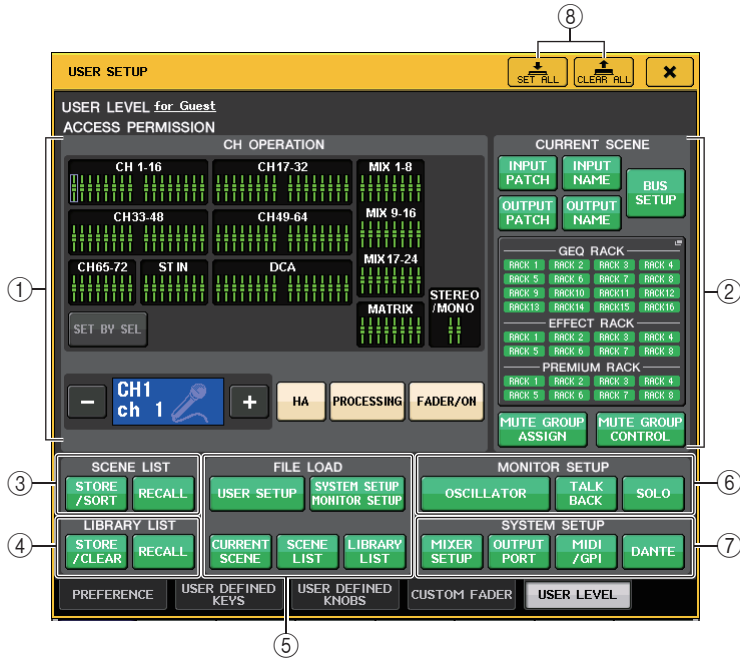 ⑧
USER SETUP
SET ALL
CLEAR ALL
USER LEVEL for Guest
ACCESS PERMISSION
①
CH OPERATION
CH 1-16
CH17-32
MIX 1-8
CH33-48
CH49-64
MIX 9-16
CH65-72
ST IN
DCA
MIX17-24
MATRIX
STEREO
/MONO
SET BY SEL
CH1
ch 1
HA
PROCESSING
FADER/ON
②
CURRENT SCENE
INPUT
PATCH
INPUT
NAME
BUS
SETUP
OUTPUT
PATCH
OUTPUT
NAME
GEQ RACK
RACK 1 RACK 2 RACK 3 RACK 4
RACK 5 RACK 6 RACK 7 RACK 8
RACK 9 RACK10 RACK11 RACK12
RACK13 RACK14 RACK15 RACK16
EFFECT RACK
RACK 1 RACK 2 RACK 3 RACK 4
RACK 5 RACK 6 RACK 7 RACK 8
PREMIUM RACK
RACK 1 RACK 2 RACK 3 RACK 4
RACK 5 RACK 6 RACK 7 RACK 8
MUTE GROUP
ASSIGN
MUTE GROUP
CONTROL
③
SCENE LIST
STORE
/SORT
RECALL
④
LIBRARY LIST
STORE
/CLEAR
RECALL
FILE LOAD
USER SETUP
SYSTEM SETUP
MONITOR SETUP
CURRENT
SCENE
SCENE
LIST
LIBRARY
LIST
⑤
MONITOR SETUP
OSCILLATOR
TALK
BACK
SOLO
⑥
SYSTEM SETUP
MIXER
SETUP
OUTPUT
PORT
MIDI
/GPI
DANTE
⑦
PREFERENCE
USER DEFINED
KEYS
USER DEFINED
KNOBS
CUSTOM FADER
USER LEVEL